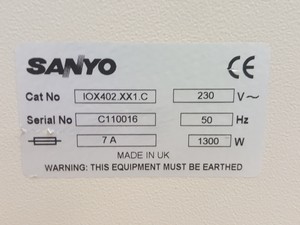 SANYO CE
Cat No IOX402.XX1.C 230 V~
Serial No C110016 50 Hz
7 A 1300 W
MADE IN UK
WARNING: THIS EQUIPMENT MUST BE EARTHED